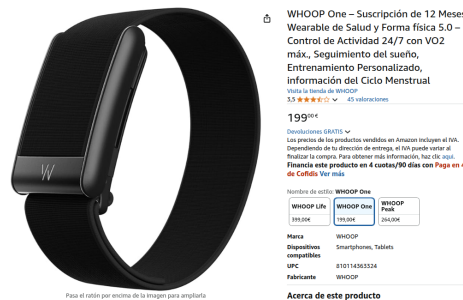 WHOOP One – Suscripción de 12 Meses
Wearable de Salud y Forma física 5.0 –
Control de Actividad 24/7 con VO2
máx., Seguimiento del sueño,
Entrenamiento Personalizado,
información del Ciclo Menstrual
Visita la tienda de WHOOP
3,5
45 valoraciones
199,00€
Devoluciones GRATIS
Los precios de los productos vendidos en Amazon incluyen el IVA.
Dependiendo de tu dirección de entrega, el IVA puede variar al
finalizar la compra. Para obtener más información, haz clic aquí.
Financia este producto en 4 cuotas/90 días con Paga en 4
de Cofidis Ver más
Nombre de estilo: WHOOP One
WHOOP Life
399,00€
WHOOP One
199,00€
WHOOP
Peak
264,00€
Marca WHOOP
Dispositivos
compatibles Smartphones, Tablets
UPC 810114363324
Fabricante WHOOP
Acerca de este producto
W
Pasa el ratón por encima de la imagen para ampliarla